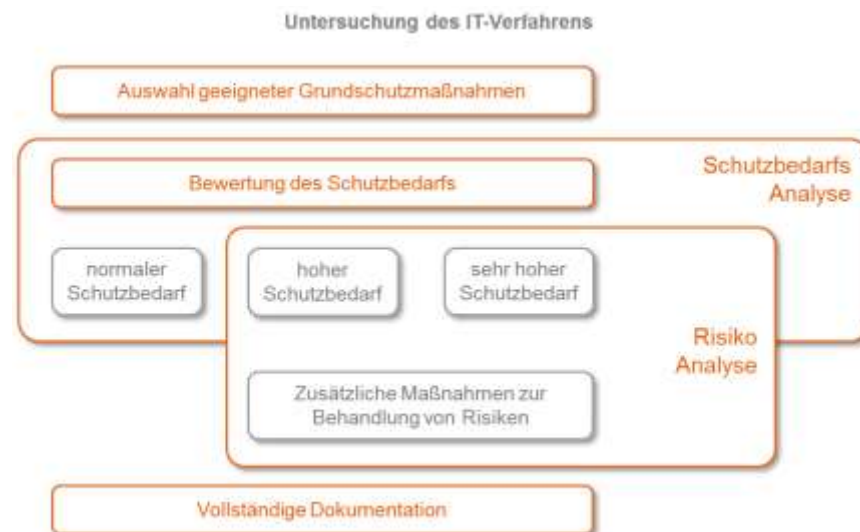 Untersuchung des IT-Verfahrens
Auswahl geeigneter Grundschutzmaßnahmen
Schutzbedarfs
Analyse
Bewertung des Schutzbedarfs
normaler
Schutzbedarf
hoher
Schutzbedarf
sehr hoher
Schutzbedarf
Risiko
Analyse
Zusätzliche Maßnahmen zur
Behandlung von Risiken
Vollständige Dokumentation